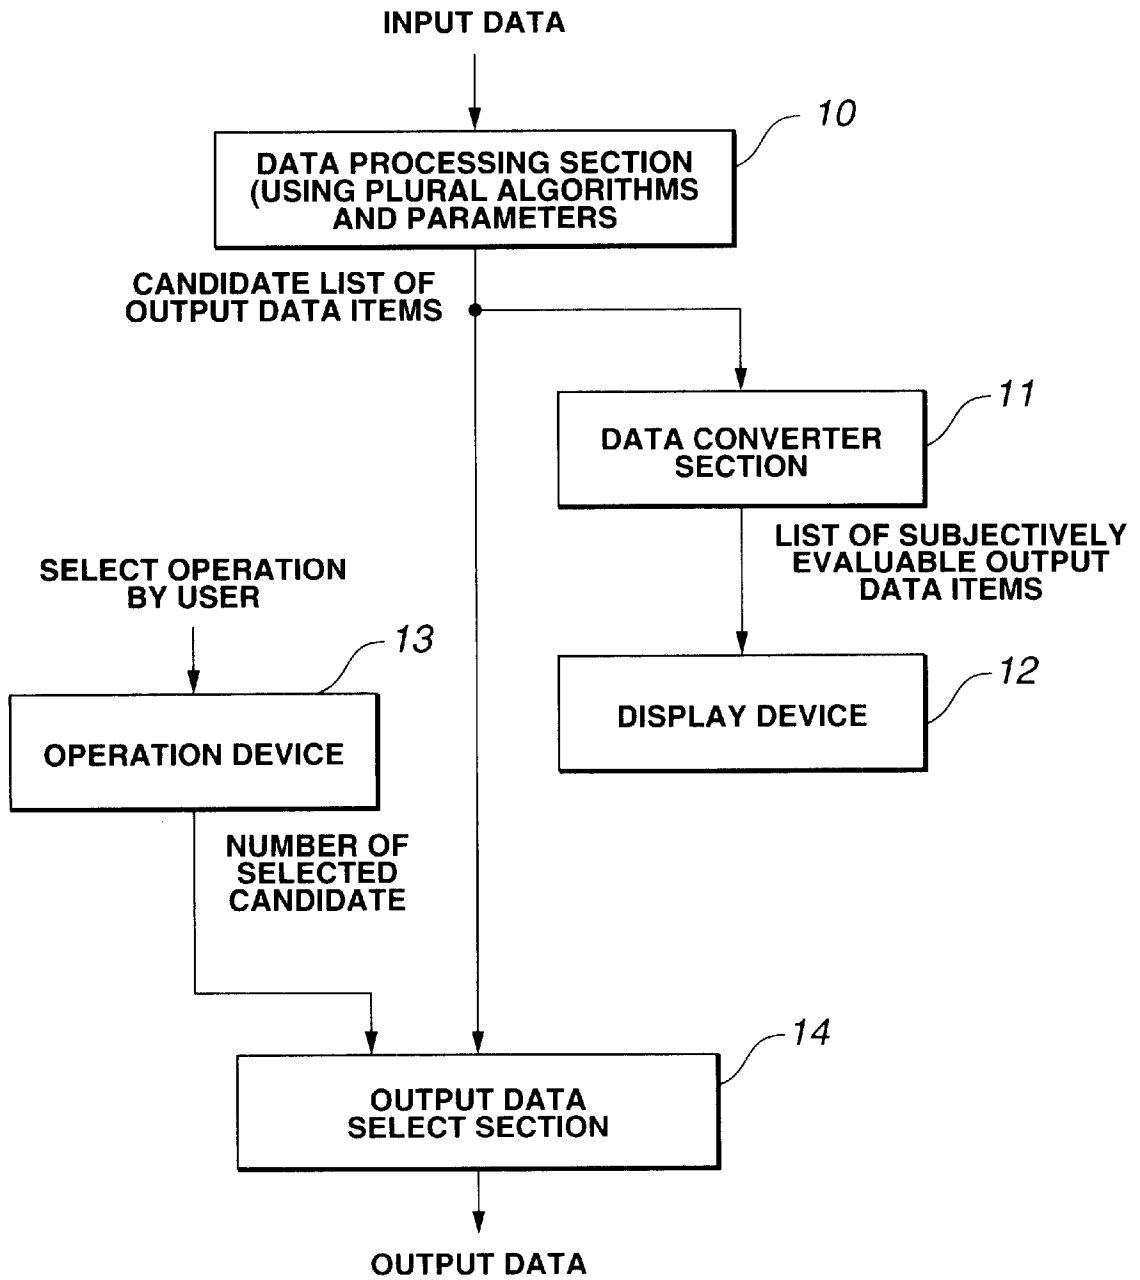 INPUT DATA
10
DATA PROCESSING SECTION
(USING PLURAL ALGORITHMS
AND PARAMETERS
CANDIDATE LIST OF
OUTPUT DATA ITEMS
11
DATA CONVERTER
SECTION
LIST OF SUBJECTIVELY
EVALUABLE OUTPUT
DATA ITEMS
SELECT OPERATION
BY USER
13
OPERATION DEVICE
12
DISPLAY DEVICE
NUMBER OF
SELECTED
CANDIDATE
14
OUTPUT DATA
SELECT SECTION
OUTPUT DATA